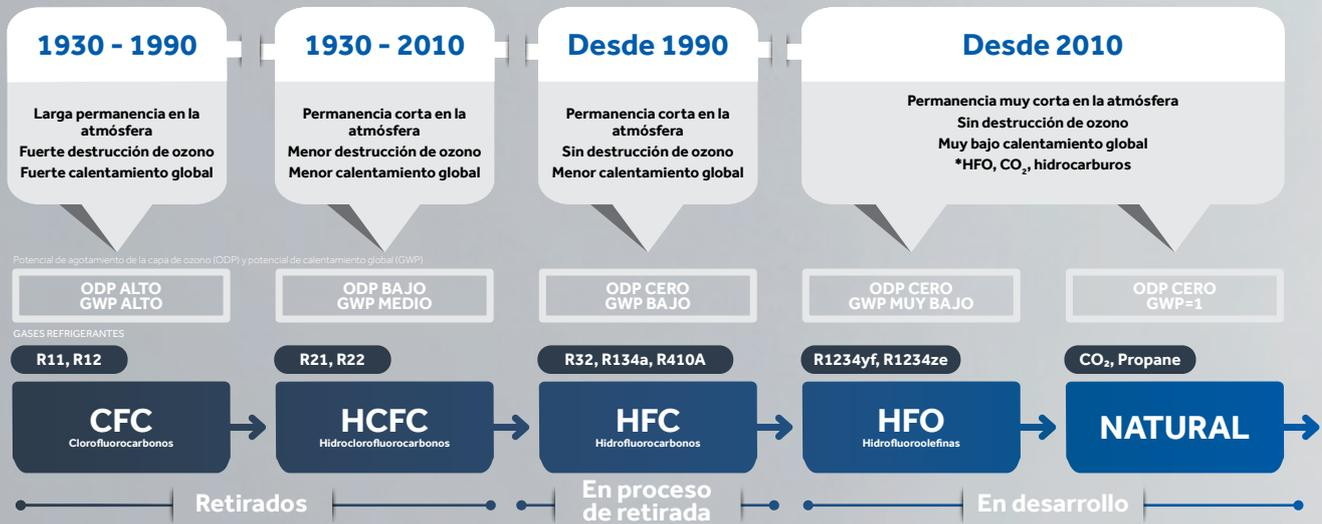 1930 - 1990
Larga permanencia en la
atmósfera
Fuerte destrucción de ozono
Fuerte calentamiento global
1930 - 2010
Permanencia corta en la
atmósfera
Menor destrucción de ozono
Menor calentamiento global
Desde 1990
Permanencia corta en la
atmósfera
Sin destrucción de ozono
Menor calentamiento global
Desde 2010
Permanencia muy corta en la atmósfera
Sin destrucción de ozono
Muy bajo calentamiento global
*HFO, CO₂, hidrocarburos
Potencial de agotamiento de la capa de ozono (ODP) y potencial de calentamiento global (GWP)
ODP ALTO
GWP ALTO
ODP BAJO
GWP MEDIO
ODP CERO
GWP BAJO
ODP CERO
GWP MUY BAJO
ODP CERO
GWP=1
GASES REFRIGERANTES
R11, R12
R21, R22
R32, R134a, R410A
R1234yf, R1234ze
CO₂, Propane
CFC
Clorofluorocarbonos
HCFC
Hidroclorofluorocarbonos
HFC
Hidrofluorocarbonos
HFO
Hidrofluoroolefinas
NATURAL
Retirados
En proceso
de retirada
En desarrollo